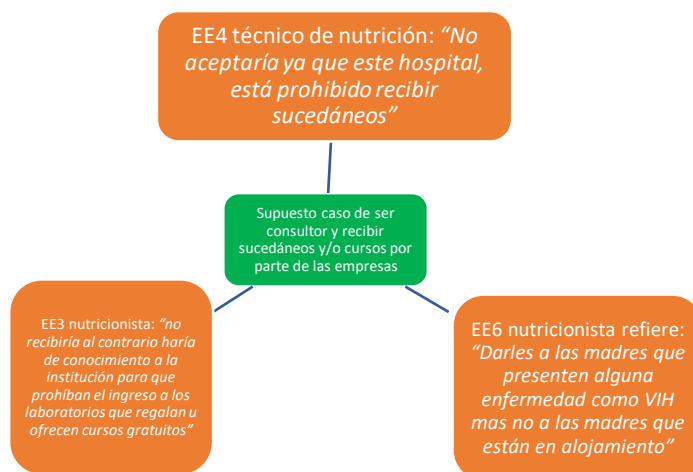 EE4 técnico de nutrición: “No
aceptaría ya que este hospital,
está prohibido recibir
sucedáneos”
Supuesto caso de ser
consultor y recibir
sucedáneos y/o cursos por
parte de las empresas
EE3 nutricionista: “no
recibiría al contrario haría
de conocimiento a la
institución para que
prohíban el ingreso a los
laboratorios que regalan u
ofrecen cursos gratuitos”
EE6 nutricionista refiere:
“Darles a las madres que
presenten alguna
enfermedad como VIH
mas no a las madres que
están en alojamiento”